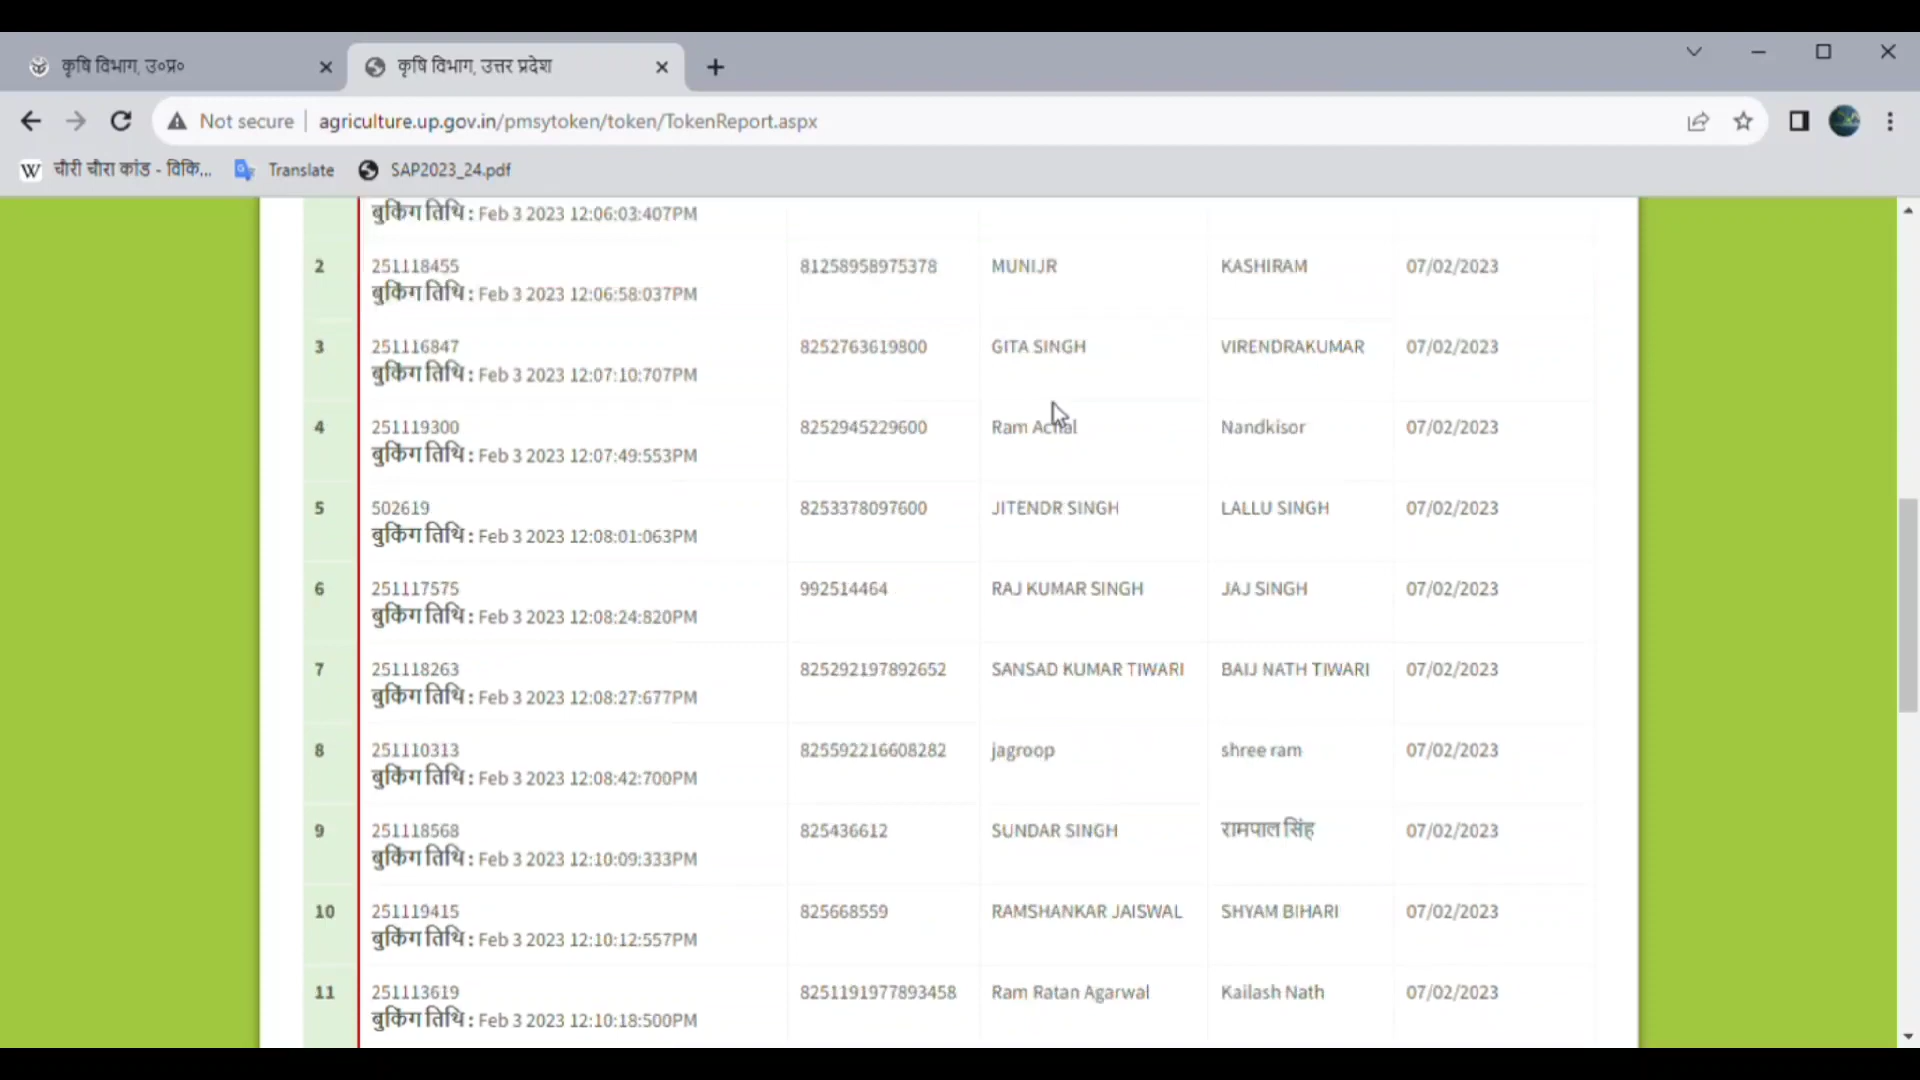 कृषि विभाग, उ०प्र०
कृषि विभाग, उत्तर प्रदेश
Not secure
agriculture.up.gov.in/pmsytoken/token/TokenReport.aspx
W चौरी चौरा कांड - विकि...
Translate
SAP2023_24.pdf
बुकिंग तिथि : Feb 3 2023 12:06:03:407PM
2 251118455 81258958975378 MUNIJR KASHIRAM 07/02/2023
बुकिंग तिथि : Feb 3 2023 12:06:58:037PM
3 251116847 8252763619800 GITA SINGH VIRENDRAKUMAR 07/02/2023
बुकिंग तिथि : Feb 3 2023 12:07:10:707PM
4 251119300 8252945229600 Ram Achal Nandkisor 07/02/2023
बुकिंग तिथि : Feb 3 2023 12:07:49:553PM
5 502619 8253378097600 JITENDR SINGH LALLU SINGH 07/02/2023
बुकिंग तिथि : Feb 3 2023 12:08:01:063PM
6 251117575 992514464 RAJ KUMAR SINGH JAJ SINGH 07/02/2023
बुकिंग तिथि : Feb 3 2023 12:08:24:820PM
7 251118263 825292197892652 SANSAD KUMAR TIWARI BAIJ NATH TIWARI 07/02/2023
बुकिंग तिथि : Feb 3 2023 12:08:27:677PM
8 251110313 825592216608282 jagroop shree ram 07/02/2023
बुकिंग तिथि : Feb 3 2023 12:08:42:700PM
9 251118568 825436612 SUNDAR SINGH रामपाल सिंह 07/02/2023
बुकिंग तिथि : Feb 3 2023 12:10:09:333PM
10 251119415 825668559 RAMSHANKAR JAISWAL SHYAM BIHARI 07/02/2023
बुकिंग तिथि : Feb 3 2023 12:10:12:557PM
11 251113619 8251191977893458 Ram Ratan Agarwal Kailash Nath 07/02/2023
बुकिंग तिथि : Feb 3 2023 12:10:18:500PM